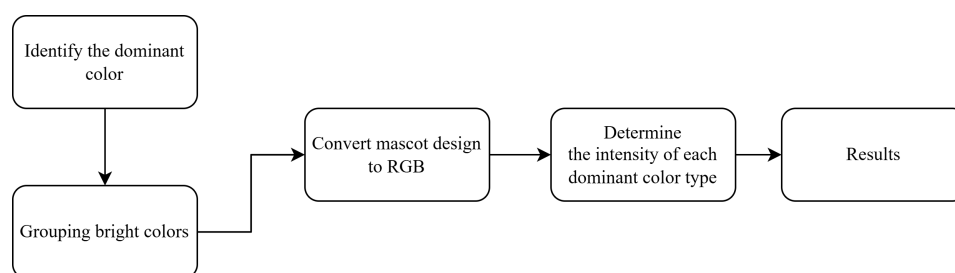 Identify the dominant
color
Grouping bright colors
Convert mascot design
to RGB
Determine
the intensity of each
dominant color type
Results